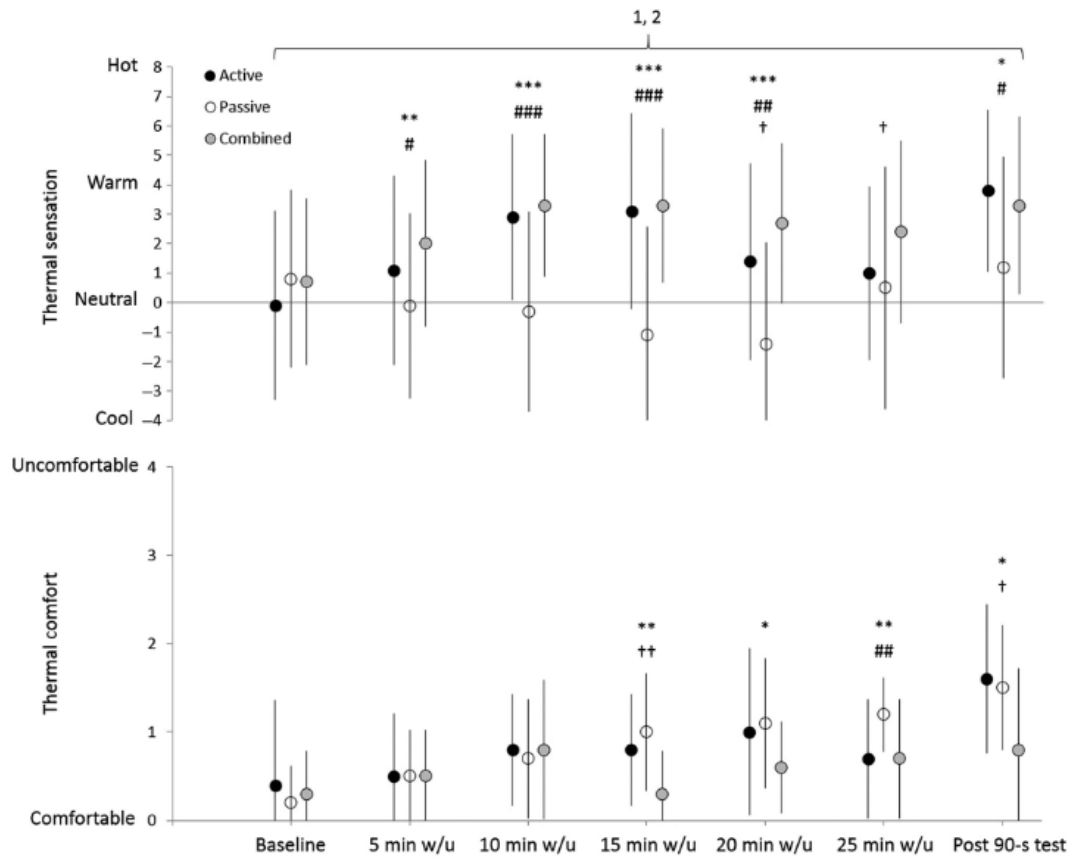 1, 2
Hot 8
7
6
5
Warm 4
3
2
1
Neutral 0
−1
−2
−3
Cool −4
Thermal sensation
Active
Passive
Combined
**
#
***
###
***
###
***
##
†
†
*
#
Uncomfortable 4
3
2
1
Comfortable 0
Thermal comfort
**
††
*
**
##
*
†
Baseline 5 min w/u 10 min w/u 15 min w/u 20 min w/u 25 min w/u Post 90-s test